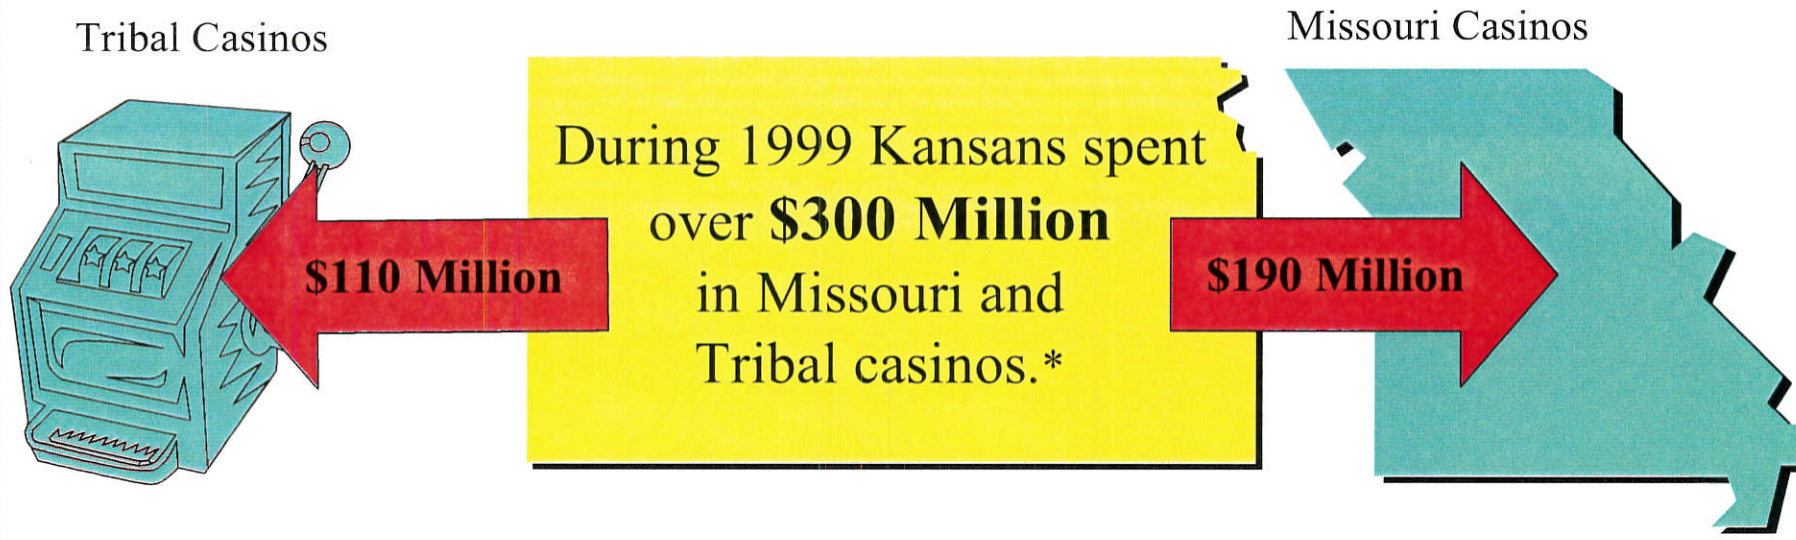 Tribal Casinos
Missouri Casinos
During 1999 Kansans spent
over $300 Million
in Missouri and
Tribal casinos.*
$110 Million
$190 Million